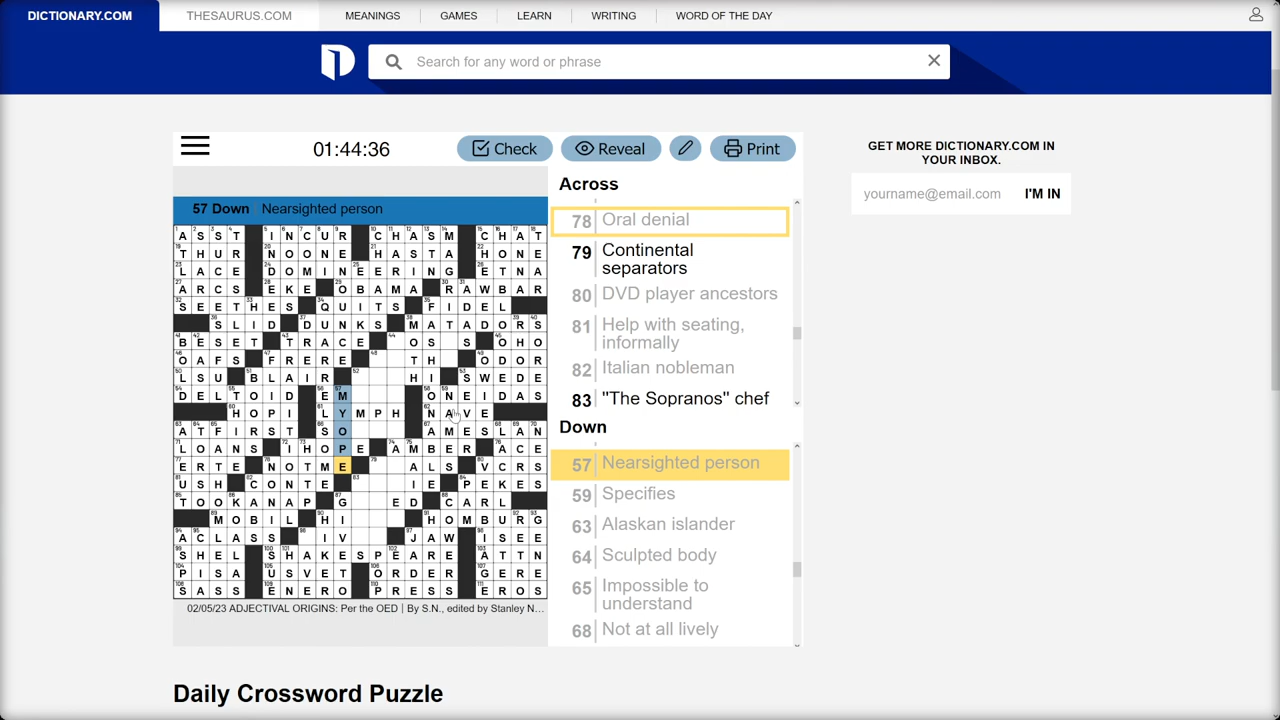 DICTIONARY.COM
THESAURUS.COM
MEANINGS
GAMES
LEARN
WRITING
WORD OF THE DAY
Search for any word or phrase
01:44:36
Check
Reveal
Print
57 Down Nearsighted person
A S S T I N C U R C H A S M C H A T
T H U R N O O N E H A S T A H O N E
L A C E D O M I N E E R I N G E T N A
A R C S E K E O B A M A R A W B A R
S E E T H E S Q U I T S F I D E L
S L I D D U N K S M A T A D O R S
B E S E T T R A C E O S S O H O
O A F S F R E R E T H O D O R
L S U B L A I R H I S W E D E
D E L T O I D E M O N E I D A S
H O P I L Y M P H N A V E
A T F I R S T S O A M E S L A N
L O A N S I H O P E A M B E R A C E
E R T E N O T M E A L S V C R S
U S H C O N T E I E P E K E S
T O O K A N A P G E D C A R L
M O B I L H I H O M B U R G
A C L A S S I V J A W I S E E
S H E L S H A K E S P E A R E A T T N
P I S A U S V E T O R D E R G E R E
S A S S E N E R O P R E S S E R O S
02/05/23 ADJECTIVAL ORIGINS: Per the OED | By S.N., edited by Stanley N...
Across
78 Oral denial
79 Continental
separators
80 DVD player ancestors
81 Help with seating,
informally
82 Italian nobleman
83 "The Sopranos" chef
Down
57 Nearsighted person
59 Specifies
63 Alaskan islander
64 Sculpted body
65 Impossible to
understand
68 Not at all lively
GET MORE DICTIONARY.COM IN
YOUR INBOX.
yourname@email.com
I'M IN
Daily Crossword Puzzle